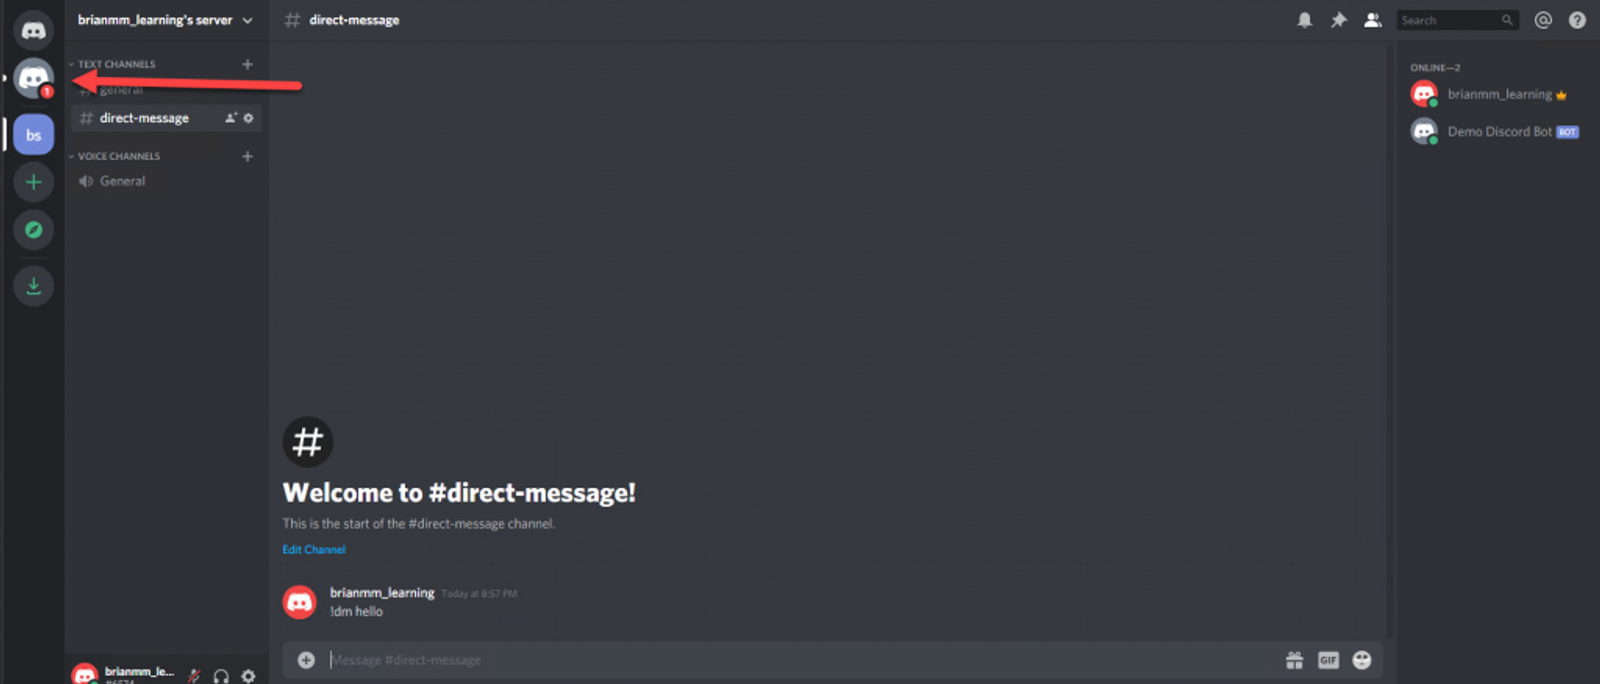 brianmm_learning's server
direct-message
Search
TEXT CHANNELS
general
1
direct-message
bs
VOICE CHANNELS
General
ONLINE—2
brianmm_learning
Demo Discord Bot BOT
#
Welcome to #direct-message!
This is the start of the #direct-message channel.
Edit Channel
brianmm_learning Today at 8:57 PM
!dm hello
Message #direct-message
GIF
brianmm_le...